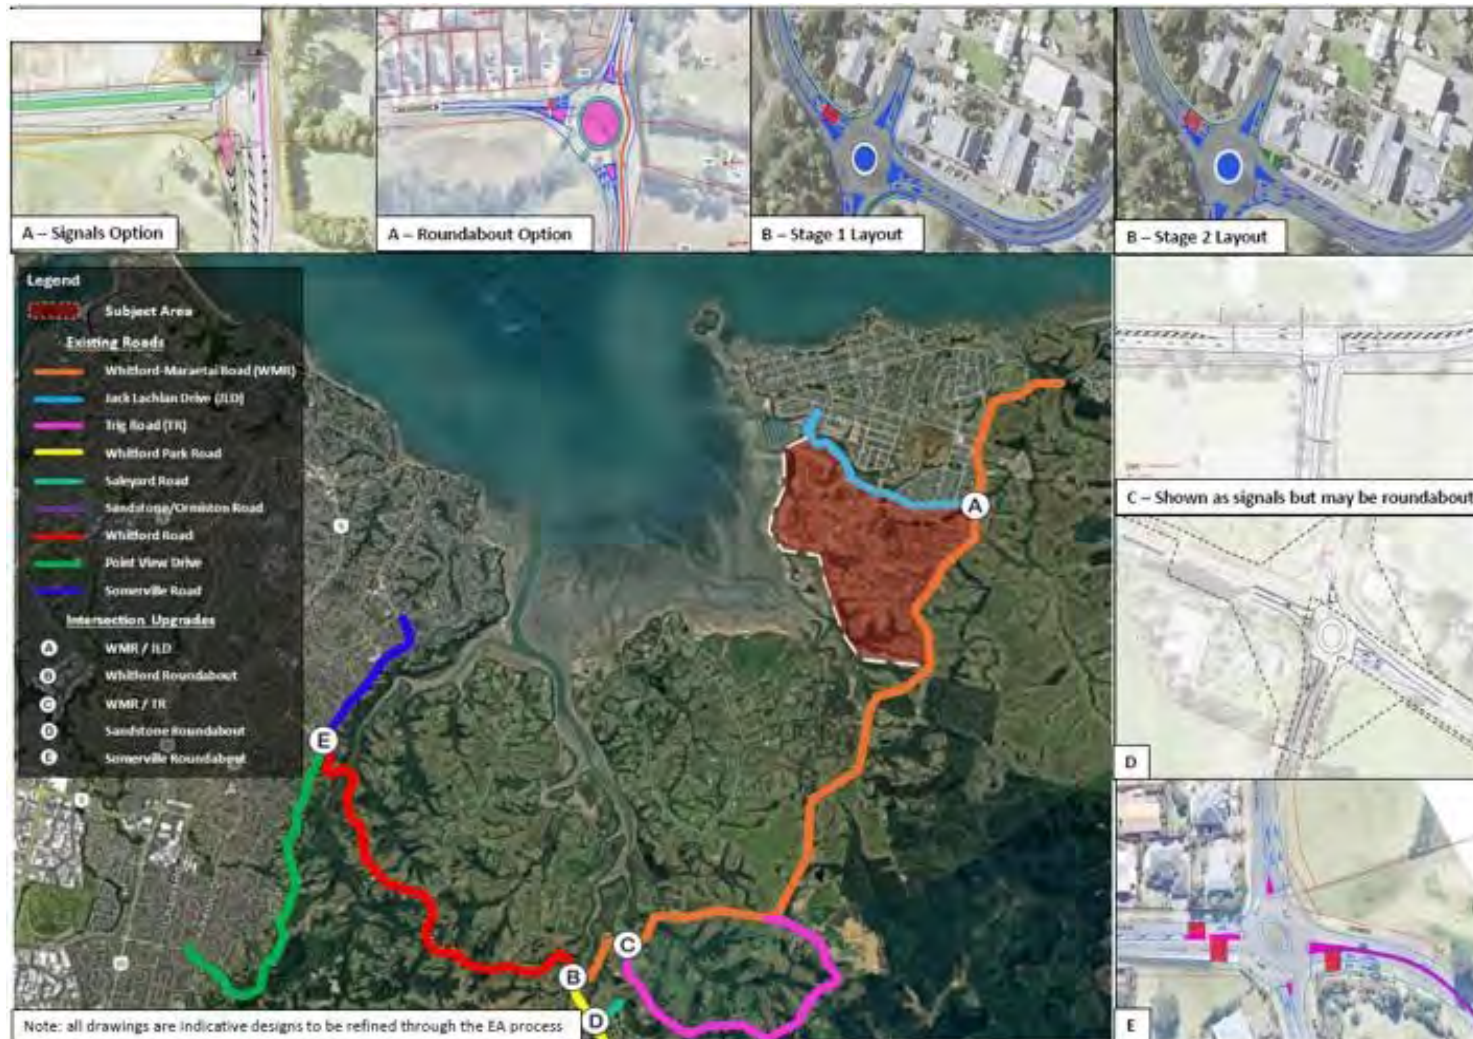 A – Signals Option
A – Roundabout Option
B – Stage 1 Layout
B – Stage 2 Layout
Legend
Subject Area
Existing Roads
Whitford-Maraetai Road (WMR)
Jack Lachlan Drive (JLD)
Trig Road (TR)
Whitford Park Road
Saleyard Road
Sandstone/Ormiston Road
Whitford Road
Point View Drive
Somerville Road
Intersection Upgrades
A WMR / JLD
B Whitford Roundabout
C WMR / TR
D Sandstone Roundabout
E Somerville Roundabout
A
C – Shown as signals but may be roundabout
E
D
C
B
D
E
Note: all drawings are indicative designs to be refined through the EA process